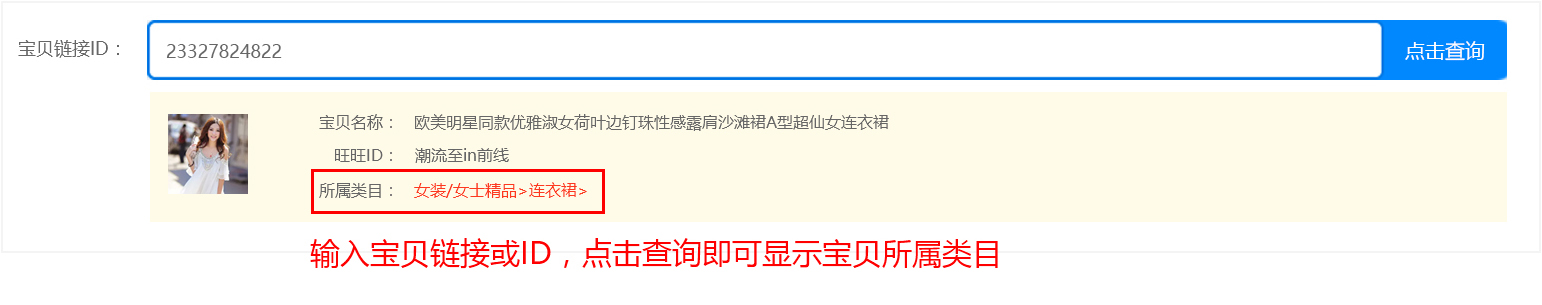 宝贝链接ID： 23327824822 点击查询
宝贝名称： 欧美明星同款优雅淑女荷叶边钉珠性感露肩沙滩裙A型超仙女连衣裙
旺旺ID： 潮流至in前线
所属类目： 女装/女士精品>连衣裙>
输入宝贝链接或ID，点击查询即可显示宝贝所属类目